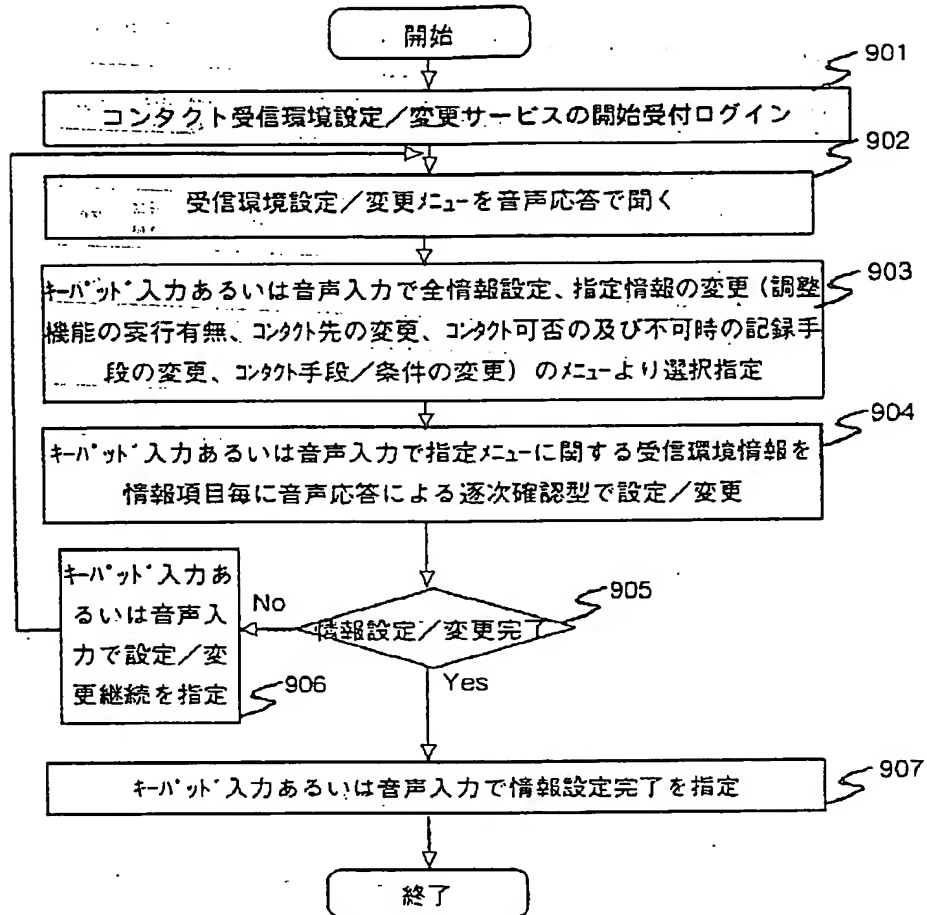 開始
901
コンタクト受信環境設定／変更サービスの開始受付ログイン
902
受信環境設定／変更ﾒﾆｭｰを音声応答で聞く
903
ｷｰﾊﾟｯﾄﾞ入力あるいは音声入力で全情報設定、指定情報の変更（調整
機能の実行有無、ｺﾝﾀｸﾄ先の変更、ｺﾝﾀｸﾄ可否の及び不可時の記録手
段の変更、ｺﾝﾀｸﾄ手段／条件の変更）のﾒﾆｭｰより選択指定
904
ｷｰﾊﾟｯﾄﾞ入力あるいは音声入力で指定ﾒﾆｭｰに関する受信環境情報を
情報項目毎に音声応答による逐次確認型で設定／変更
905
情報設定／変更完了
No
Yes
ｷｰﾊﾟｯﾄﾞ入力あ
るいは音声入
力で設定／変
更継続を指定
906
907
ｷｰﾊﾟｯﾄﾞ入力あるいは音声入力で情報設定完了を指定
終了